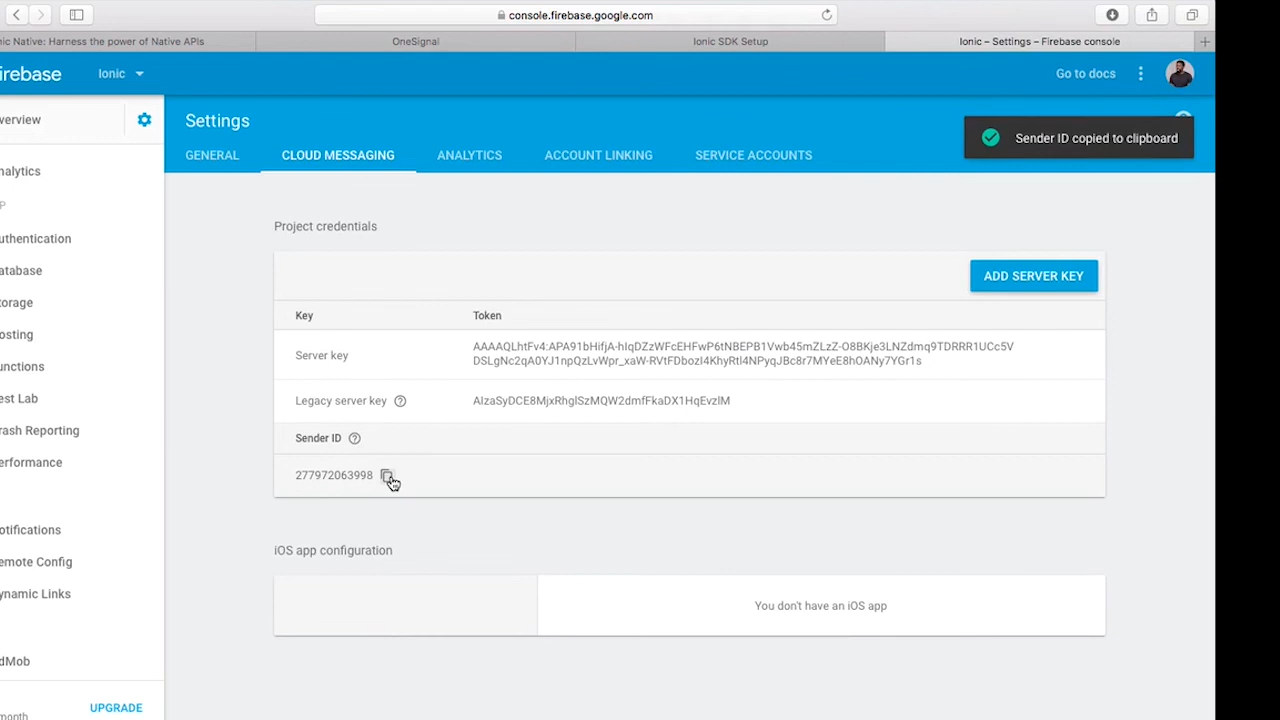 console.firebase.google.com
nic Native: Harness the power of Native APIs
OneSignal
Ionic SDK Setup
Ionic – Settings – Firebase console
irebase
Ionic
Go to docs
verview
Settings
Sender ID copied to clipboard
GENERAL
CLOUD MESSAGING
ANALYTICS
ACCOUNT LINKING
SERVICE ACCOUNTS
nalytics
P
uthentication
atabase
torage
osting
unctions
est Lab
rash Reporting
erformance
otifications
emote Config
ynamic Links
dMob
month
UPGRADE
Project credentials
ADD SERVER KEY
Key
Token
Server key
AAAAQLhtFv4:APA91bHifjA-hIqDZzWFcEHFwP6tNBEPB1Vwb45mZLzZ-O8BKje3LNZdmq9TDRRR1UCc5V
DSLgNc2qA0YJ1npQzLvWpr_xaW-RVtFDbozI4KhyRtI4NPyqJBc8r7MYeE8hOANy7YGr1s
Legacy server key
AIzaSyDCE8MjxRhglSzMQW2dmfFkaDX1HqEvzlM
Sender ID
277972063998
iOS app configuration
You don't have an iOS app